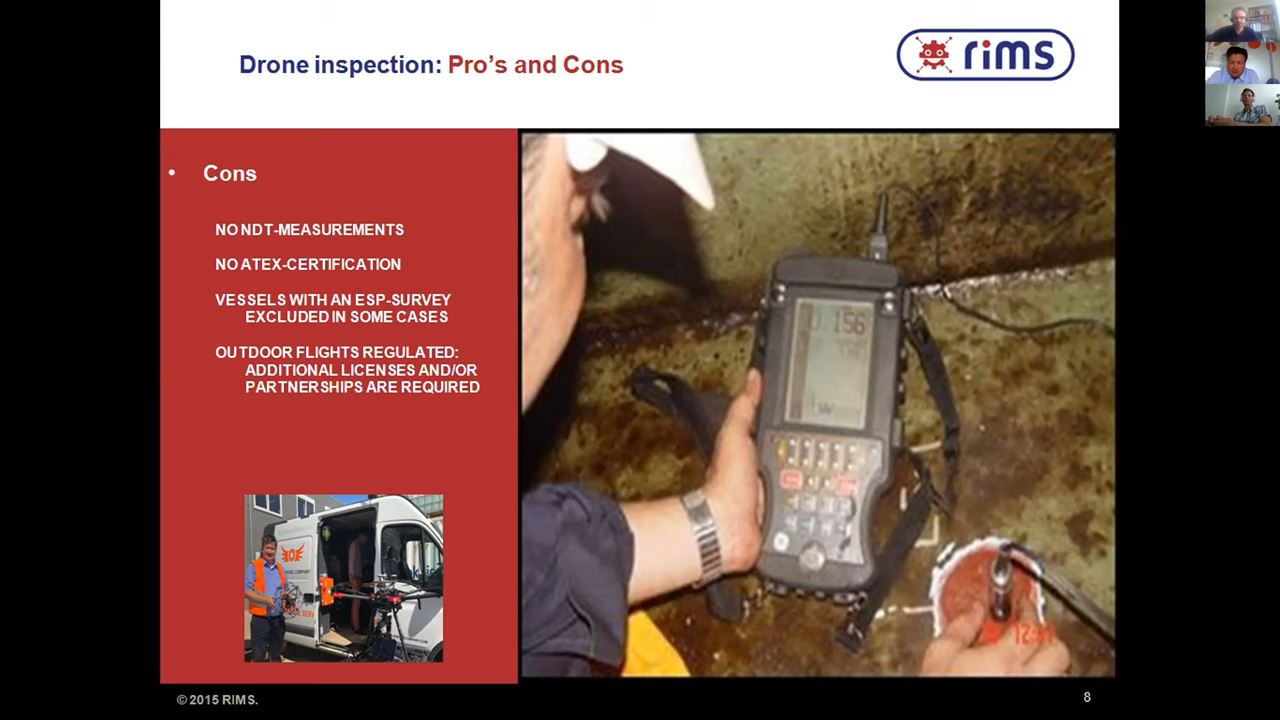 Drone inspection: Pro's and Cons
rims
• Cons
NO NDT-MEASUREMENTS
NO ATEX-CERTIFICATION
VESSELS WITH AN ESP-SURVEY
EXCLUDED IN SOME CASES
OUTDOOR FLIGHTS REGULATED:
ADDITIONAL LICENSES AND/OR
PARTNERSHIPS ARE REQUIRED
© 2015 RIMS.
8